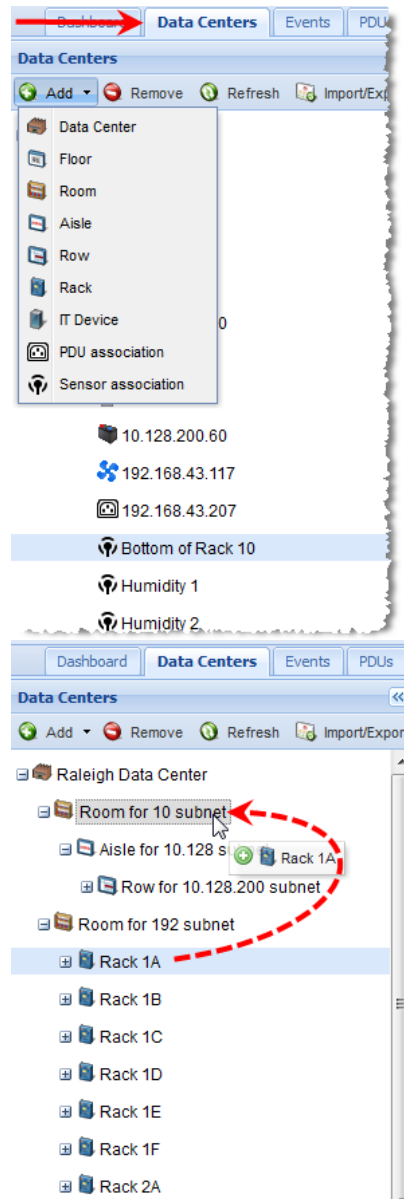 Dashboard Data Centers Events PDU
Data Centers
Add Remove Refresh Import/Exp
Data Center
Floor
Room
Aisle
Row
Rack
IT Device
0
PDU association
Sensor association
10.128.200.60
192.168.43.117
192.168.43.207
Bottom of Rack 10
Humidity 1
Humidity 2
Dashboard Data Centers Events PDUs
Data Centers
Add Remove Refresh Import/Expor
Raleigh Data Center
Room for 10 subnet
Aisle for 10.128 s
Rack 1A
Row for 10.128.200 subnet
Room for 192 subnet
Rack 1A
Rack 1B
Rack 1C
Rack 1D
Rack 1E
Rack 1F
Rack 2A